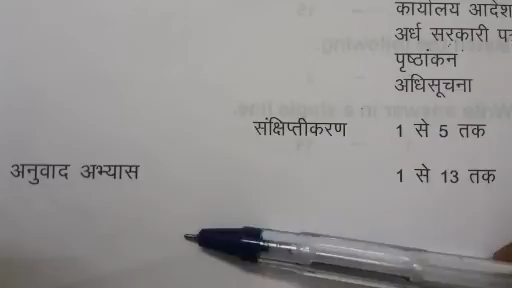 कार्यालय आदेश
अर्ध सरकारी
पृष्ठांकन
अधिसूचना
संक्षिप्तीकरण 1 से 5 तक
अनुवाद अभ्यास 1 से 13 तक